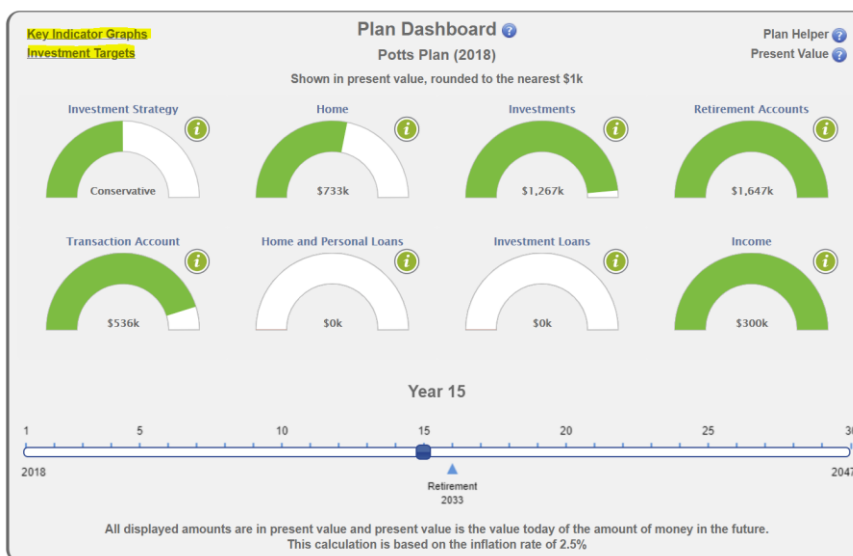 Key Indicator Graphs
Investment Targets
Plan Dashboard ?
Potts Plan (2018)
Shown in present value, rounded to the nearest $1k
Plan Helper ?
Present Value ?
Investment Strategy
i
Conservative
Home
i
$733k
Investments
i
$1,267k
Retirement Accounts
i
$1,647k
Transaction Account
i
$536k
Home and Personal Loans
i
$0k
Investment Loans
i
$0k
Income
i
$300k
Year 15
1 5 10 15 20 25 30
2018 2047
Retirement
2033
All displayed amounts are in present value and present value is the value today of the amount of money in the future.
This calculation is based on the inflation rate of 2.5%